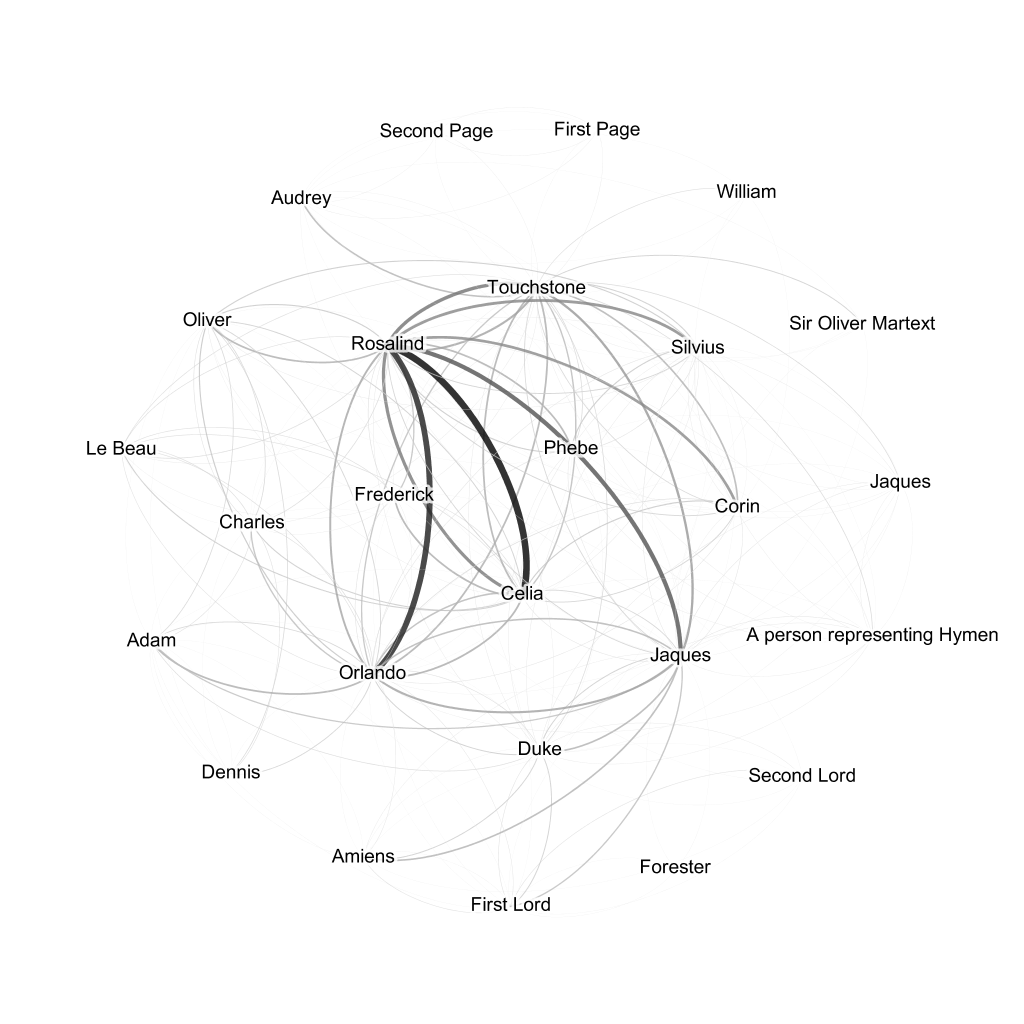 Second Page
First Page
Audrey
William
Touchstone
Oliver
Sir Oliver Martext
Rosalind
Silvius
Le Beau
Phebe
Jaques
Frederick
Corin
Charles
Celia
Adam
A person representing Hymen
Jaques
Orlando
Duke
Dennis
Second Lord
Amiens
Forester
First Lord